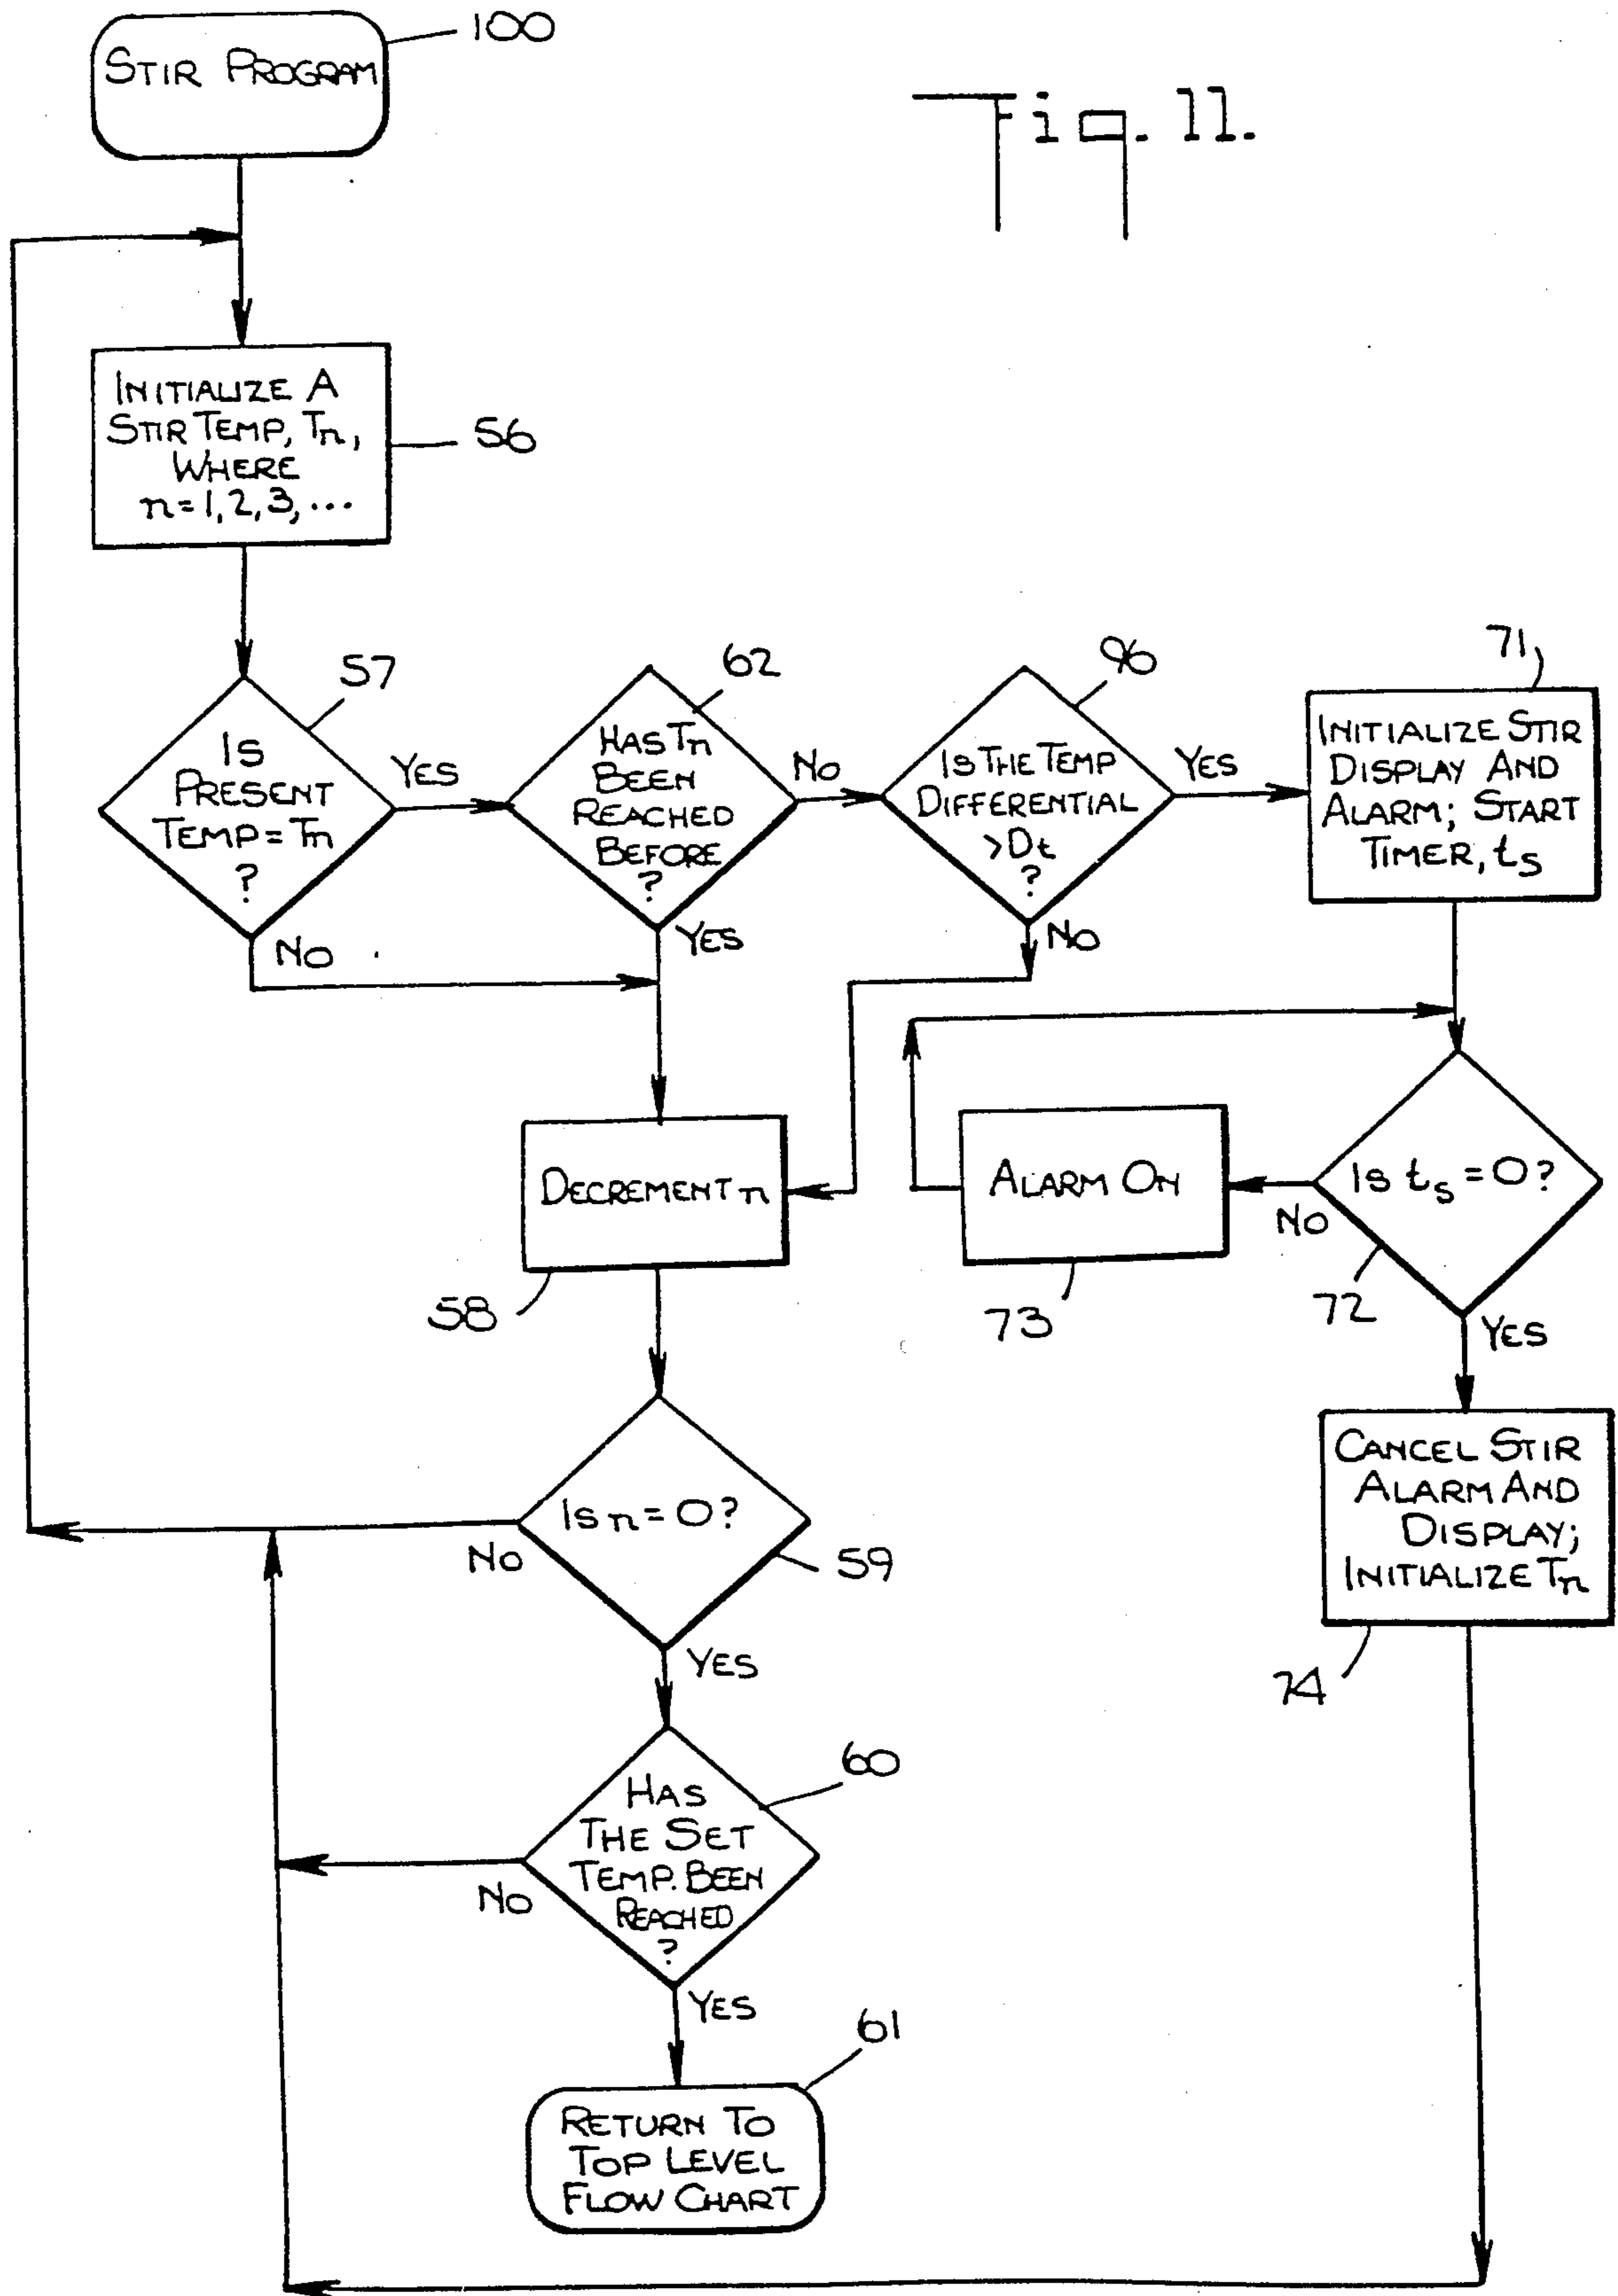 STIR PROGRAM
100
Fig. 11.
INITIALIZE A
STIR TEMP, Tn,
WHERE
n=1,2,3, ...
56
57
IS
PRESENT
TEMP = Tn
?
YES
NO
62
HAS Tn
BEEN
REACHED
BEFORE
?
NO
YES
96
IS THE TEMP
DIFFERENTIAL
>Dt
?
YES
NO
71
INITIALIZE STIR
DISPLAY AND
ALARM; START
TIMER, ts
DECREMENT n
58
ALARM ON
73
IS ts = 0?
NO
72
YES
IS n = 0?
NO
59
YES
CANCEL STIR
ALARM AND
DISPLAY;
INITIALIZE Tn
74
60
HAS
THE SET
TEMP. BEEN
REACHED
?
NO
YES
61
RETURN TO
TOP LEVEL
FLOW CHART